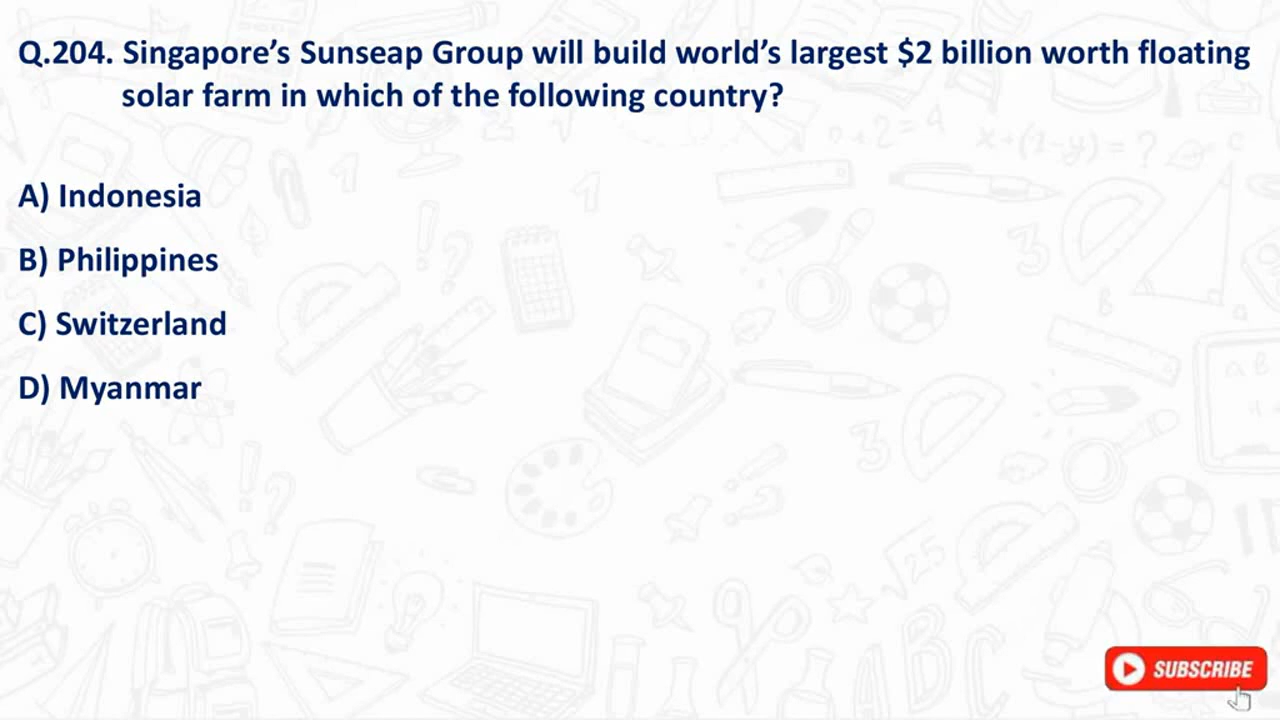 Q.204. Singapore’s Sunseap Group will build world’s largest $2 billion worth floating
solar farm in which of the following country?
A) Indonesia
B) Philippines
C) Switzerland
D) Myanmar
SUBSCRIBE